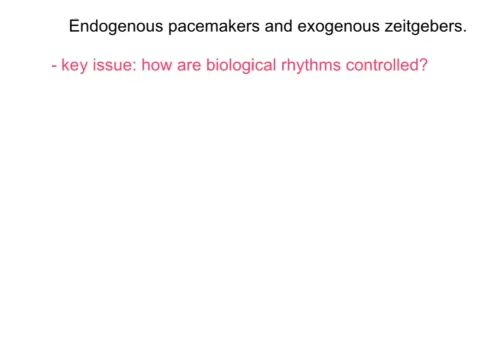 Endogenous pacemakers and exogenous zeitgebers.
- key issue: how are biological rhythms controlled?